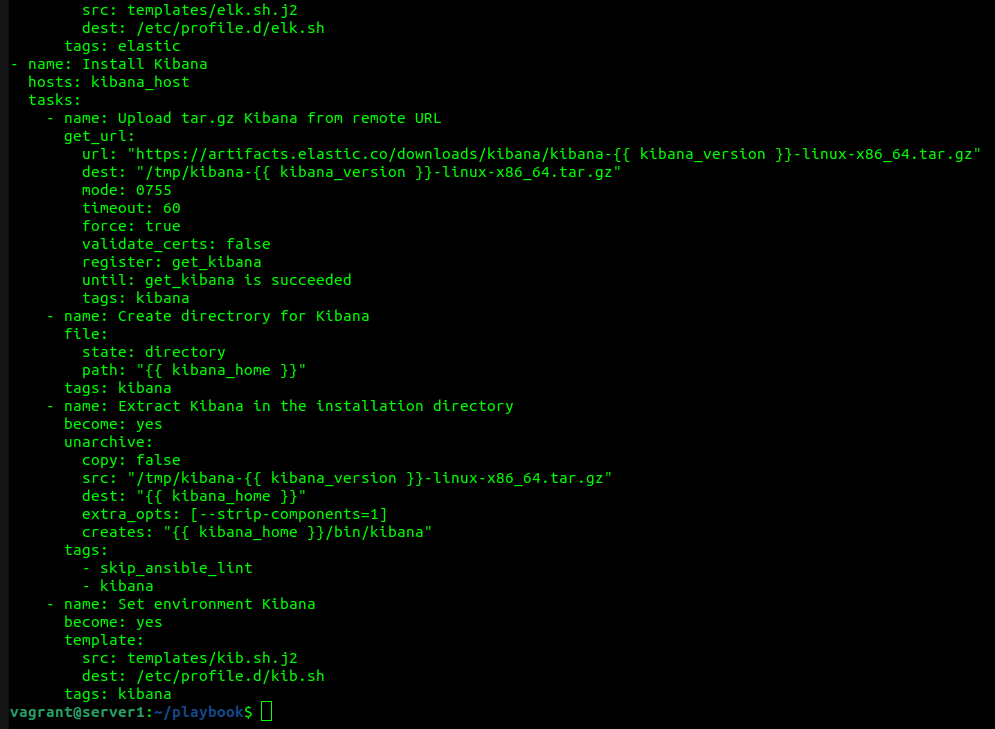 src: templates/elk.sh.j2
        dest: /etc/profile.d/elk.sh
      tags: elastic
- name: Install Kibana
  hosts: kibana_host
  tasks:
    - name: Upload tar.gz Kibana from remote URL
      get_url:
        url: "https://artifacts.elastic.co/downloads/kibana/kibana-{{ kibana_version }}-linux-x86_64.tar.gz"
        dest: "/tmp/kibana-{{ kibana_version }}-linux-x86_64.tar.gz"
        mode: 0755
        timeout: 60
        force: true
        validate_certs: false
        register: get_kibana
        until: get_kibana is succeeded
        tags: kibana
    - name: Create directrory for Kibana
      file:
        state: directory
        path: "{{ kibana_home }}"
      tags: kibana
    - name: Extract Kibana in the installation directory
      become: yes
      unarchive:
        copy: false
        src: "/tmp/kibana-{{ kibana_version }}-linux-x86_64.tar.gz"
        dest: "{{ kibana_home }}"
        extra_opts: [--strip-components=1]
        creates: "{{ kibana_home }}/bin/kibana"
      tags:
        - skip_ansible_lint
        - kibana
    - name: Set environment Kibana
      become: yes
      template:
        src: templates/kib.sh.j2
        dest: /etc/profile.d/kib.sh
      tags: kibana
vagrant@server1:~/playbook$